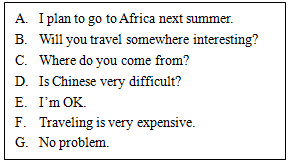 A. I plan to go to Africa next summer.
B. Will you travel somewhere interesting?
C. Where do you come from?
D. Is Chinese very difficult?
E. I'm OK.
F. Traveling is very expensive.
G. No problem.